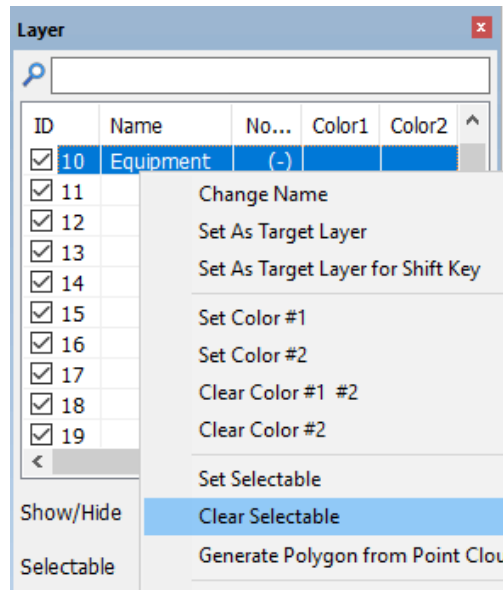 Layer
ID Name No... Color1 Color2
10 Equipment (-)
11
12
13
14
15
16
17
18
19
Change Name
Set As Target Layer
Set As Target Layer for Shift Key
Set Color #1
Set Color #2
Clear Color #1 #2
Clear Color #2
Set Selectable
Clear Selectable
Generate Polygon from Point Clou
Show/Hide
Selectable